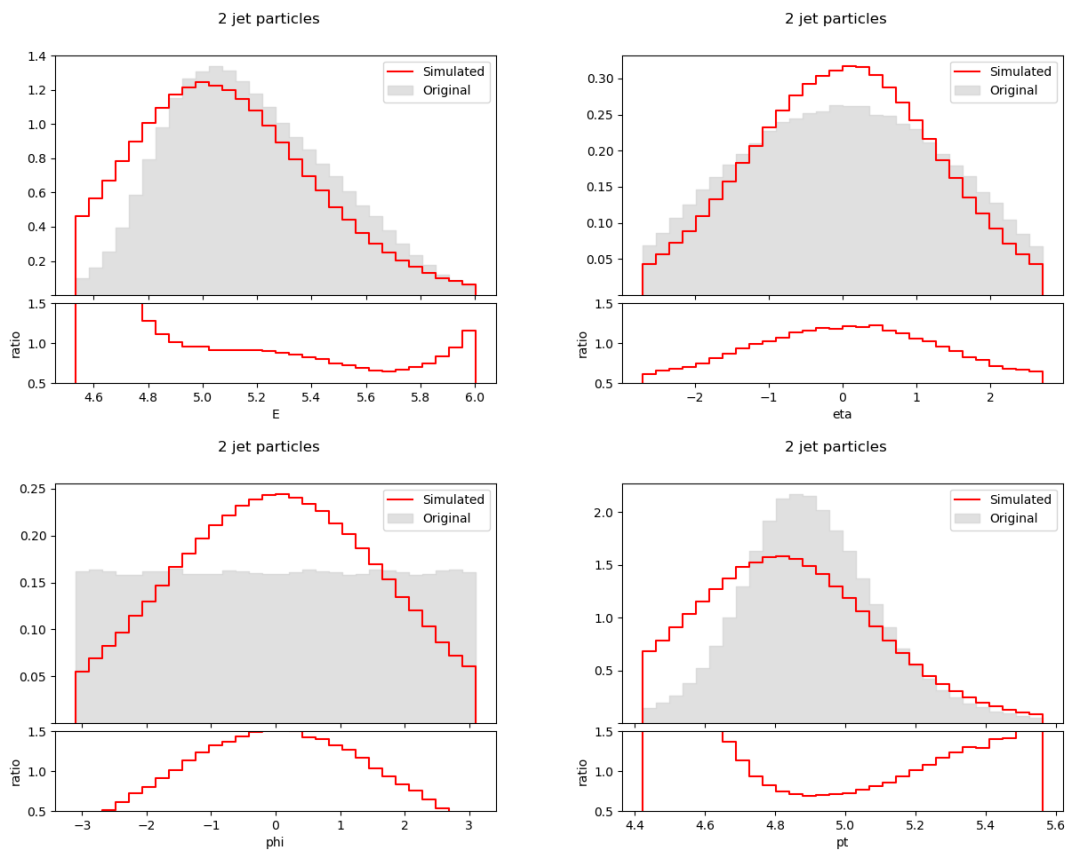 2 jet particles
1.4
1.2
1.0
0.8
0.6
0.4
0.2
Simulated
Original
1.5
1.0
0.5
ratio
4.6 4.8 5.0 5.2 5.4 5.6 5.8 6.0
E
2 jet particles
0.30
0.25
0.20
0.15
0.10
0.05
Simulated
Original
1.5
1.0
0.5
ratio
−2 −1 0 1 2
eta
2 jet particles
0.25
0.20
0.15
0.10
0.05
Simulated
Original
1.5
1.0
0.5
ratio
−3 −2 −1 0 1 2 3
phi
2 jet particles
2.0
1.5
1.0
0.5
Simulated
Original
1.5
1.0
0.5
ratio
4.4 4.6 4.8 5.0 5.2 5.4 5.6
pt